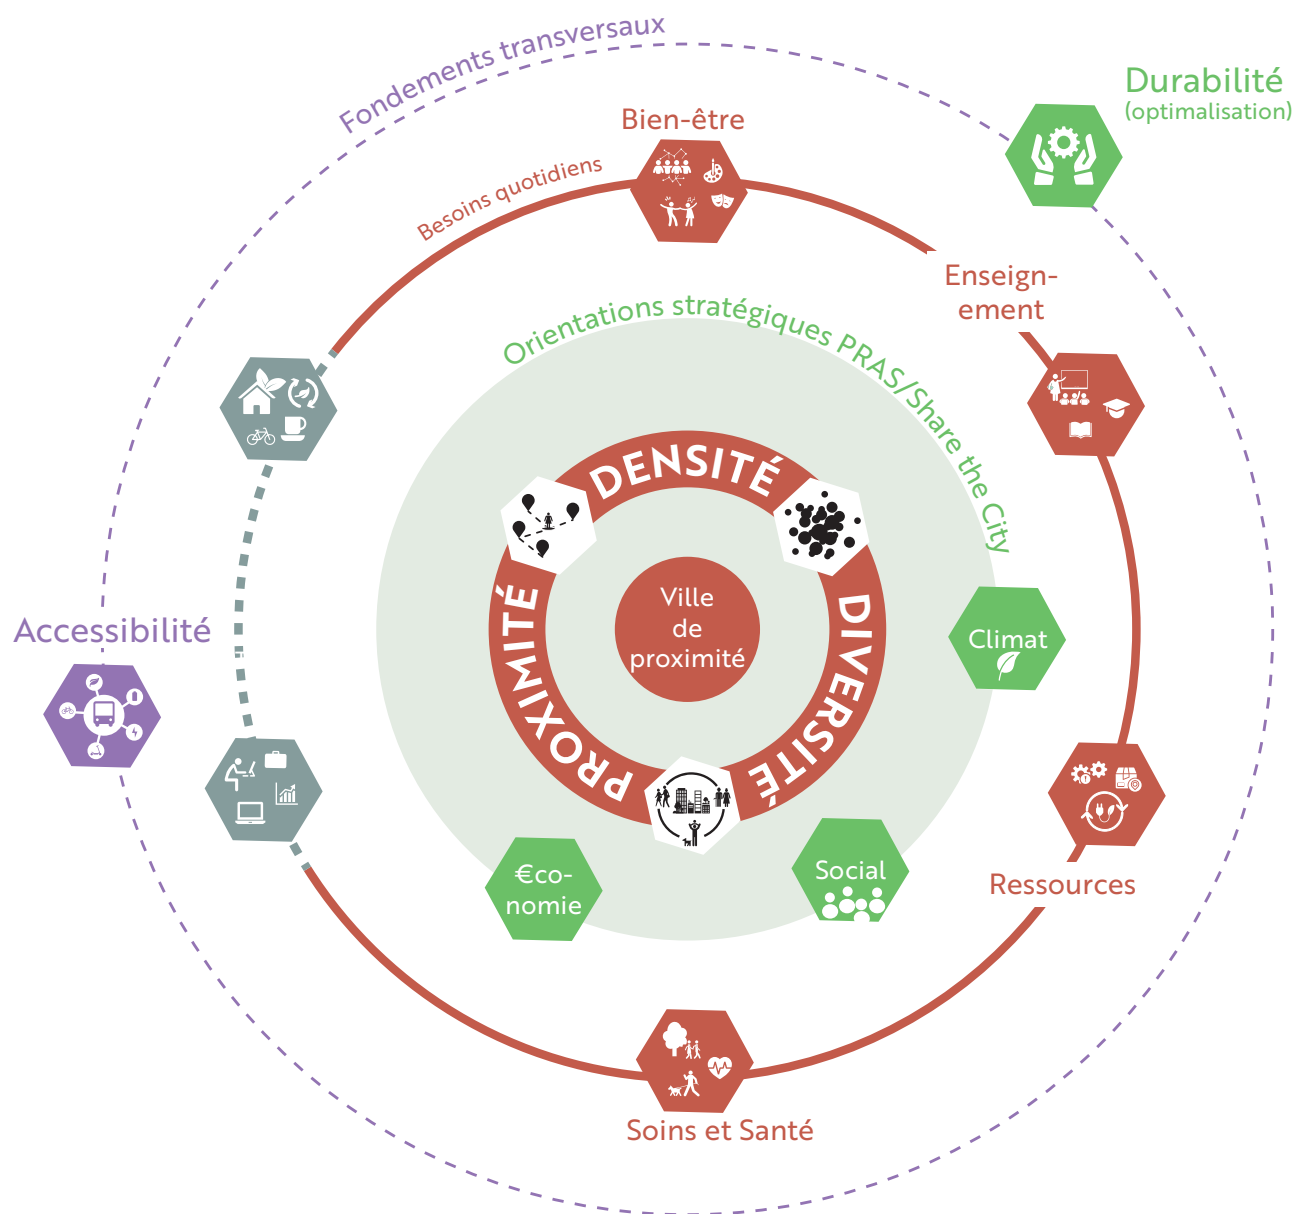 Fondements transversaux
Durabilité
(optimalisation)
Bien-être
Besoins quotidiens
Enseign-
ement
Orientations stratégiques PRAS/Share the City
DENSITÉ
DIVERSITÉ
PROXIMITÉ
Ville
de
proximité
Accessibilité
Climat
€co-
nomie
Social
Ressources
Soins et Santé